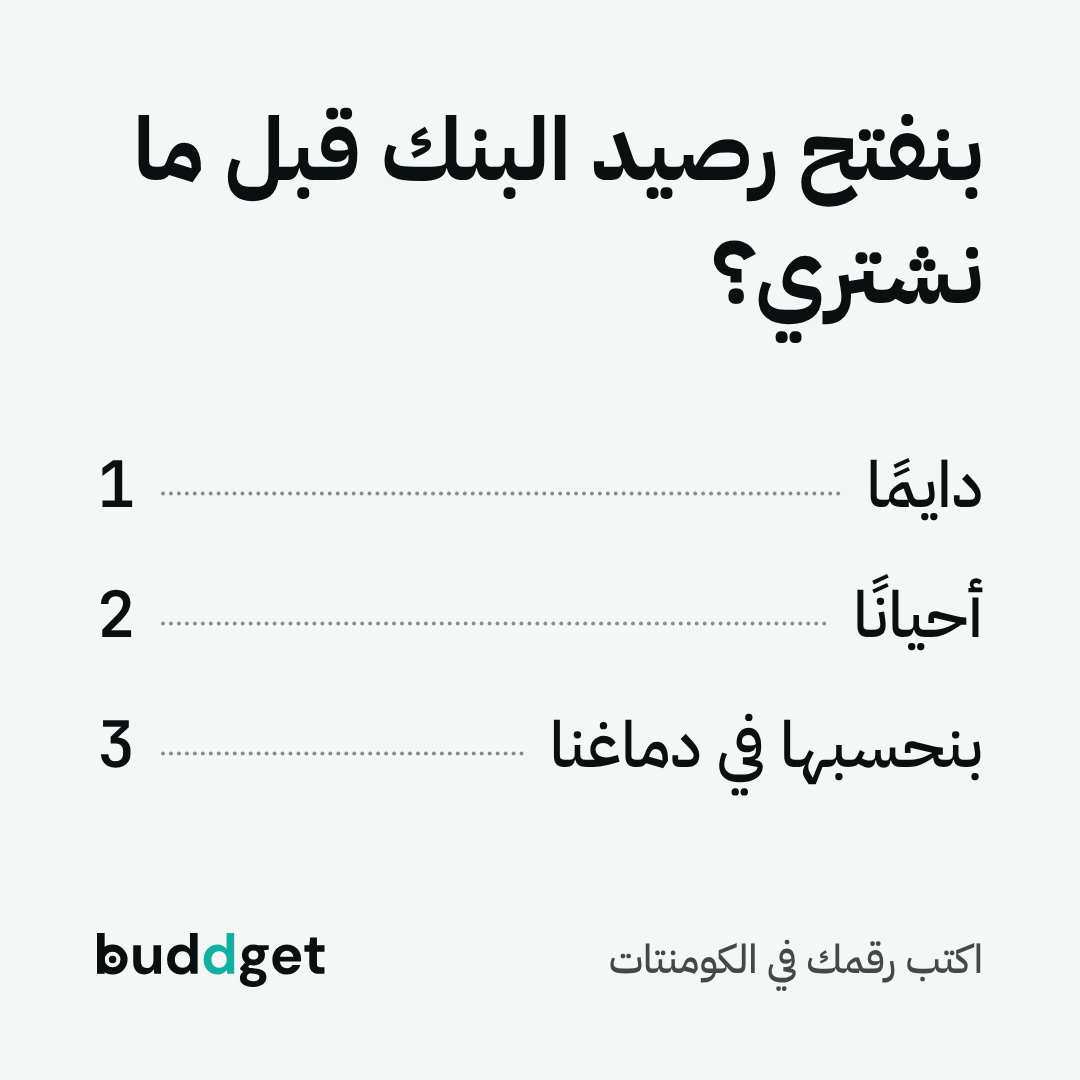 بنفتح رصيد البنك قبل ما
نشتري؟
دايمًا 1
أحيانًا 2
بنحسبها في دماغنا 3
اكتب رقمك في الكومنتات
buddget